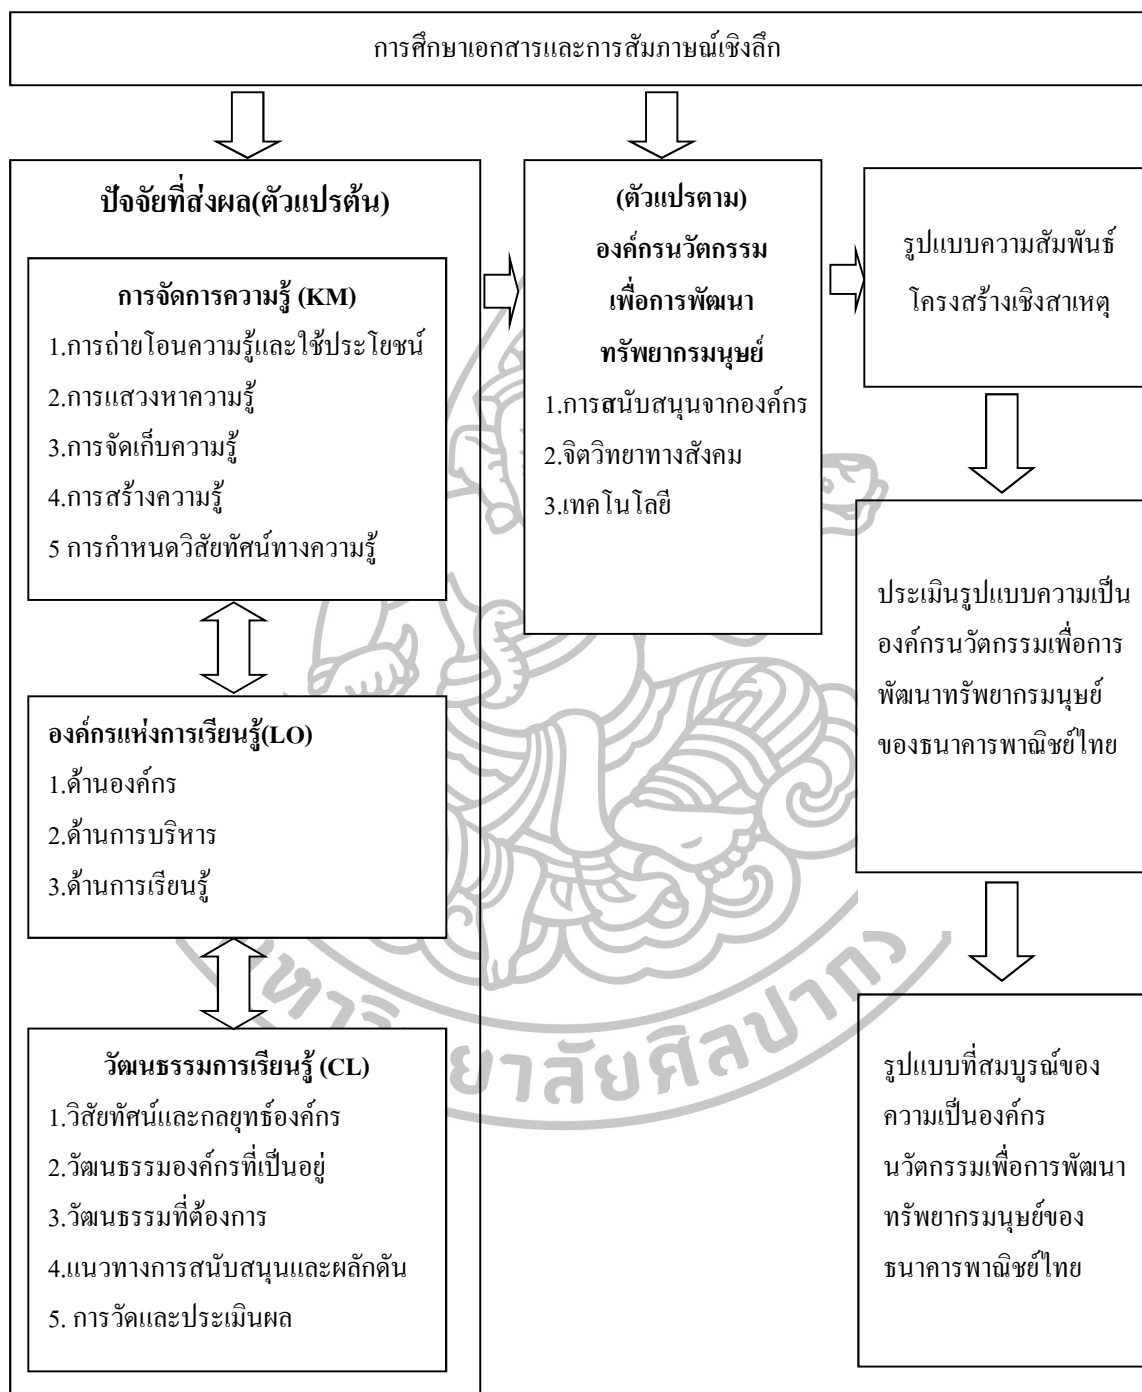 การศึกษาเอกสารและการสัมภาษณ์เชิงลึก
ปัจจัยที่ส่งผล(ตัวแปรต้น)
การจัดการความรู้ (KM)
1.การถ่ายโอนความรู้และใช้ประโยชน์
2.การแสวงหาความรู้
3.การจัดเก็บความรู้
4.การสร้างความรู้
5 การกำหนดวิสัยทัศน์ทางความรู้
องค์กรแห่งการเรียนรู้(LO)
1.ด้านองค์กร
2.ด้านการบริหาร
3.ด้านการเรียนรู้
วัฒนธรรมการเรียนรู้ (CL)
1.วิสัยทัศน์และกลยุทธ์องค์กร
2.วัฒนธรรมองค์กรที่เป็นอยู่
3.วัฒนธรรมที่ต้องการ
4.แนวทางการสนับสนุนและผลักดัน
5. การวัดและประเมินผล
(ตัวแปรตาม)
องค์กรนวัตกรรม
เพื่อการพัฒนา
ทรัพยากรมนุษย์
1.การสนับสนุนจากองค์กร
2.จิตวิทยาทางสังคม
3.เทคโนโลยี
รูปแบบความสัมพันธ์
โครงสร้างเชิงสาเหตุ
ประเมินรูปแบบความเป็น
องค์กรนวัตกรรมเพื่อการ
พัฒนาทรัพยากรมนุษย์
ของธนาคารพาณิชย์ไทย
รูปแบบที่สมบูรณ์ของ
ความเป็นองค์กร
นวัตกรรมเพื่อการพัฒนา
ทรัพยากรมนุษย์ของ
ธนาคารพาณิชย์ไทย